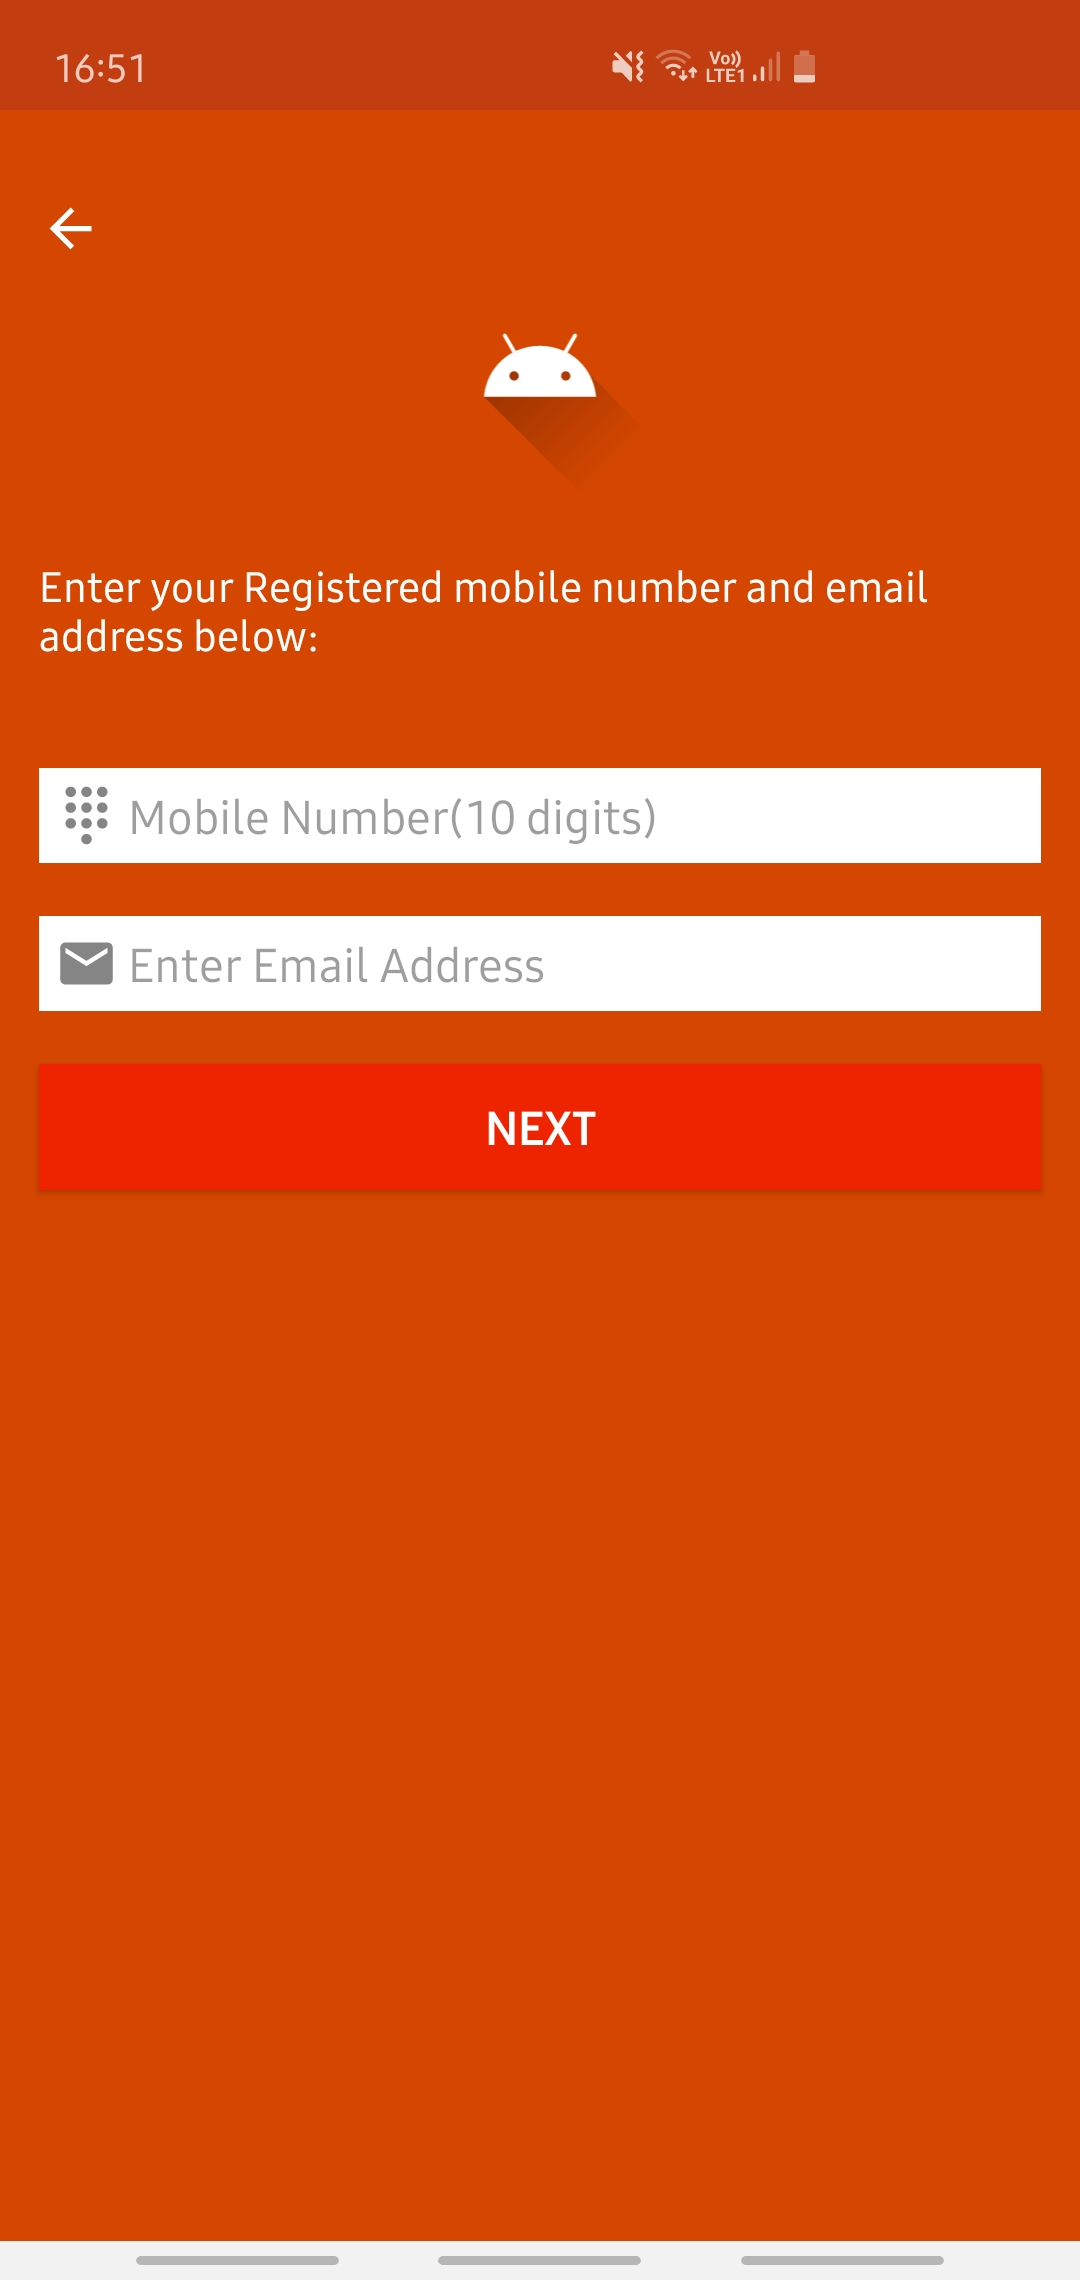 16:51
Vo))
LTE1
Enter your Registered mobile number and email
address below:
Mobile Number(10 digits)
Enter Email Address
NEXT